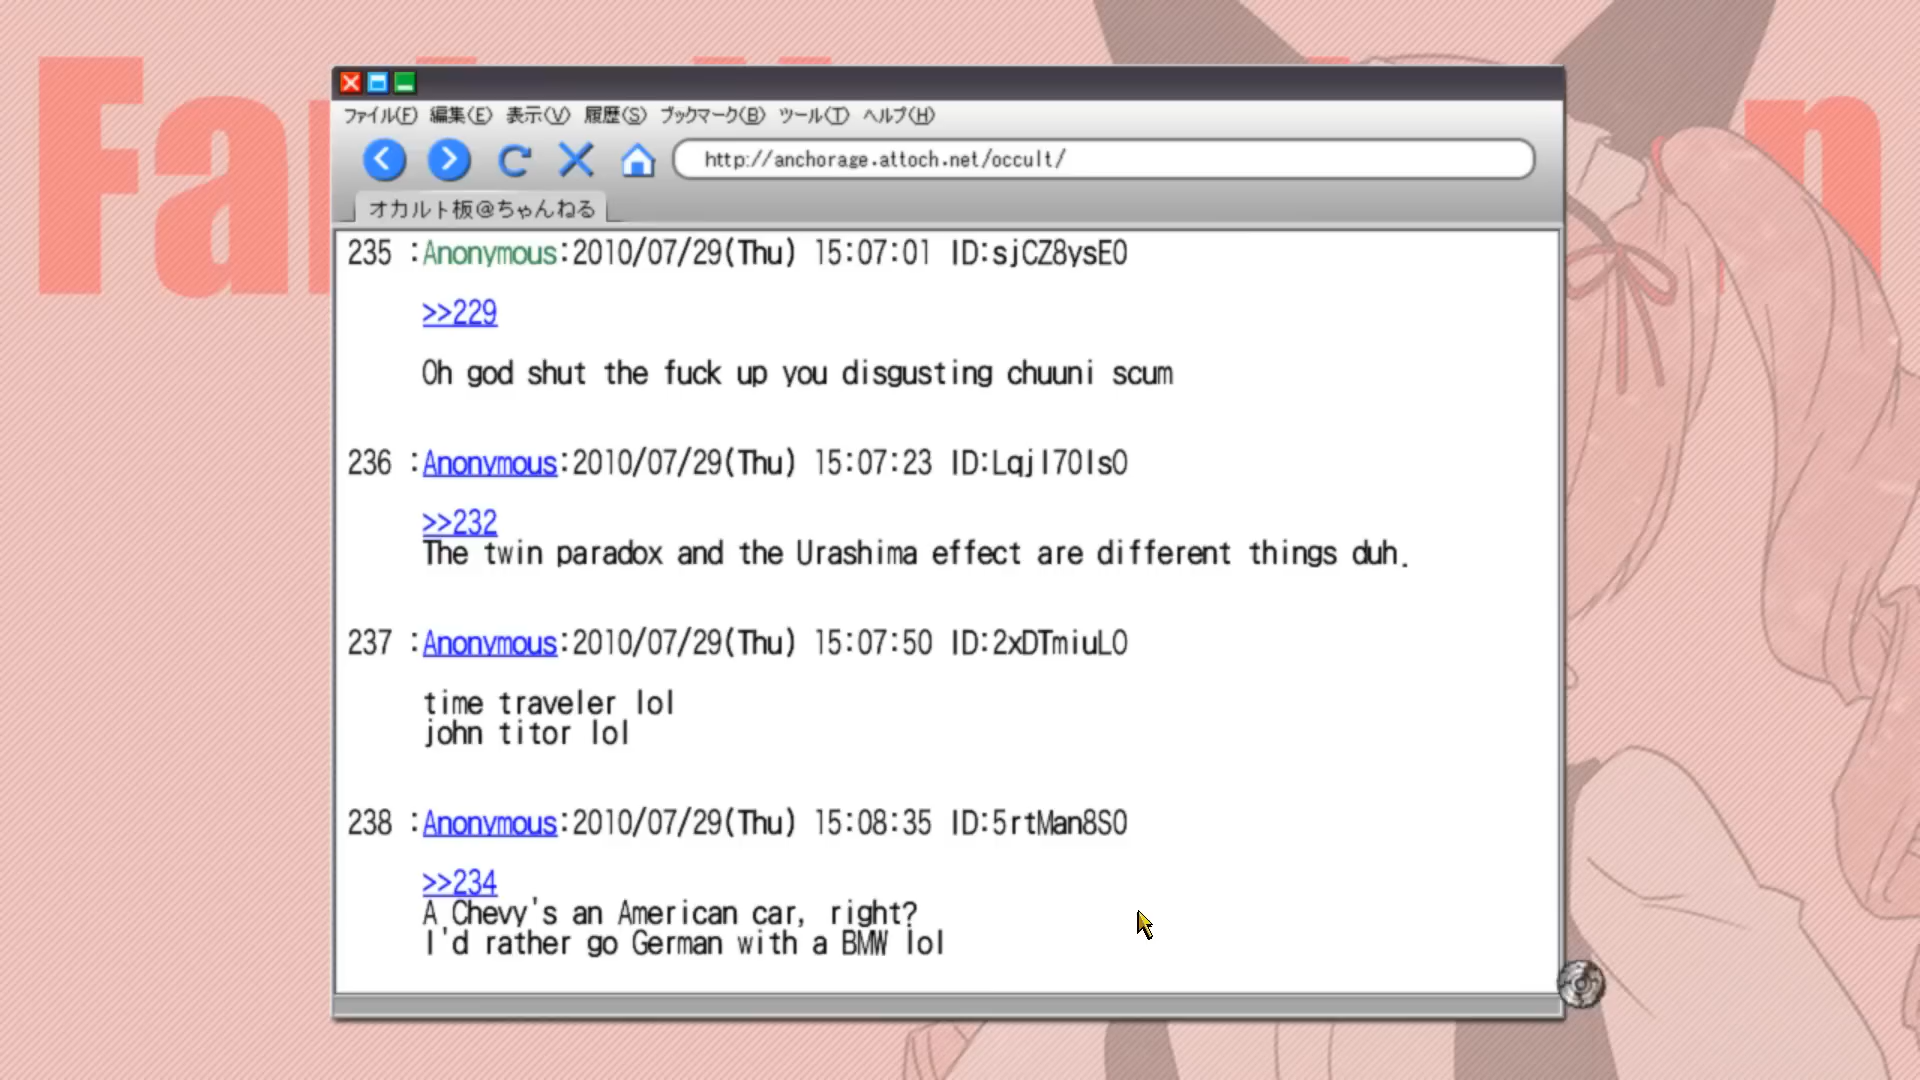 ファイル(F) 編集(E) 表示(V) 履歴(S) ブックマーク(B) ツール(T) ヘルプ(H)
http://anchorage.attoch.net/occult/
オカルト板@ちゃんねる
235 :Anonymous:2010/07/29(Thu) 15:07:01 ID:sjCZ8ysE0
>>229
Oh god shut the fuck up you disgusting chuuni scum
236 :Anonymous:2010/07/29(Thu) 15:07:23 ID:Lqjl70ls0
>>232
The twin paradox and the Urashima effect are different things duh.
237 :Anonymous:2010/07/29(Thu) 15:07:50 ID:2xDTmiuL0
time traveler lol
john titor lol
238 :Anonymous:2010/07/29(Thu) 15:08:35 ID:5rtMan8S0
>>234
A Chevy's an American car, right?
I'd rather go German with a BMW lol